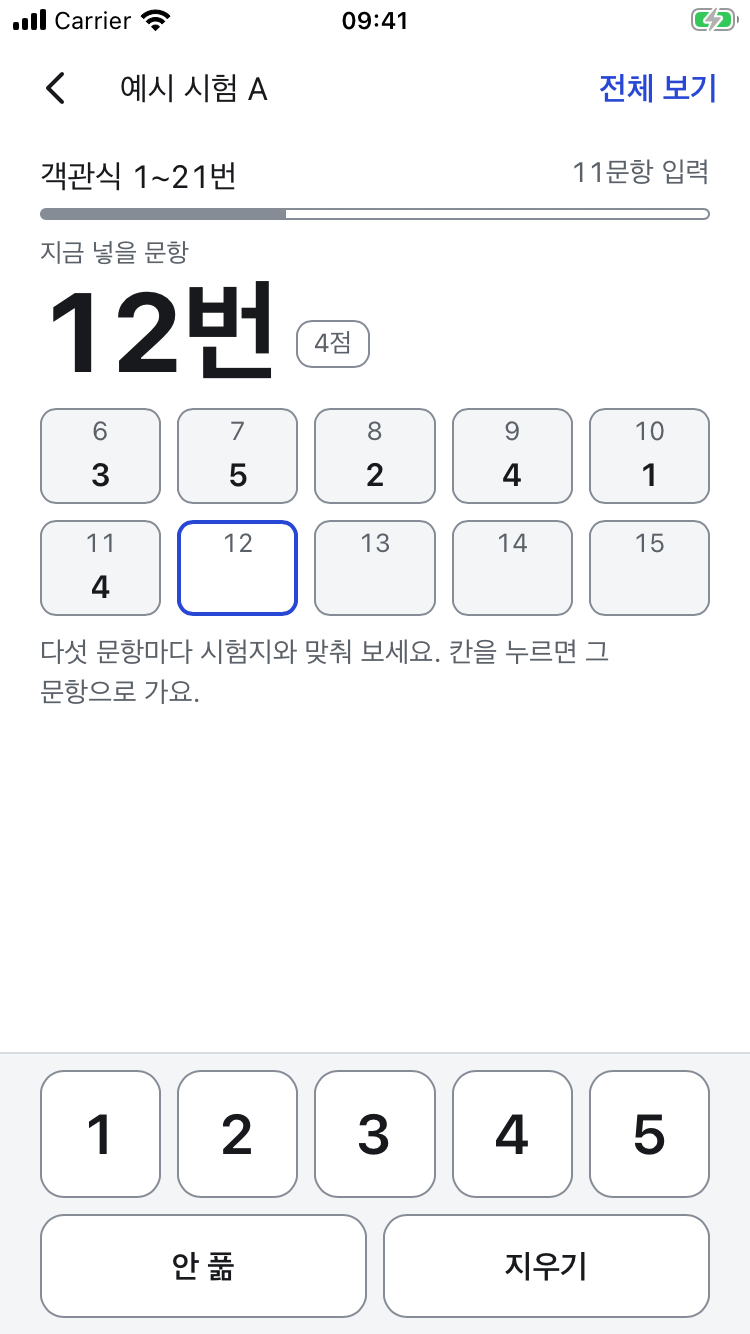 Carrier 09:41
예시 시험 A 전체 보기
객관식 1~21번 11문항 입력
지금 넣을 문항
12번 4점
6 7 8 9 10
3 5 2 4 1
11 12 13 14 15
4
다섯 문항마다 시험지와 맞춰 보세요. 칸을 누르면 그
문항으로 가요.
1 2 3 4 5
안 풂 지우기